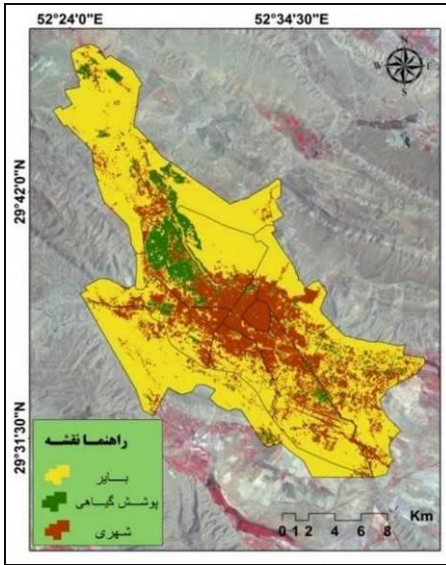 52°24'0"E 52°34'30"E
N
W E
S
29°42'0"N
29°31'30"N
راهنما نقشه
بایر
پوشش گیاهی
شهری
0 1 2 4 6 8 Km